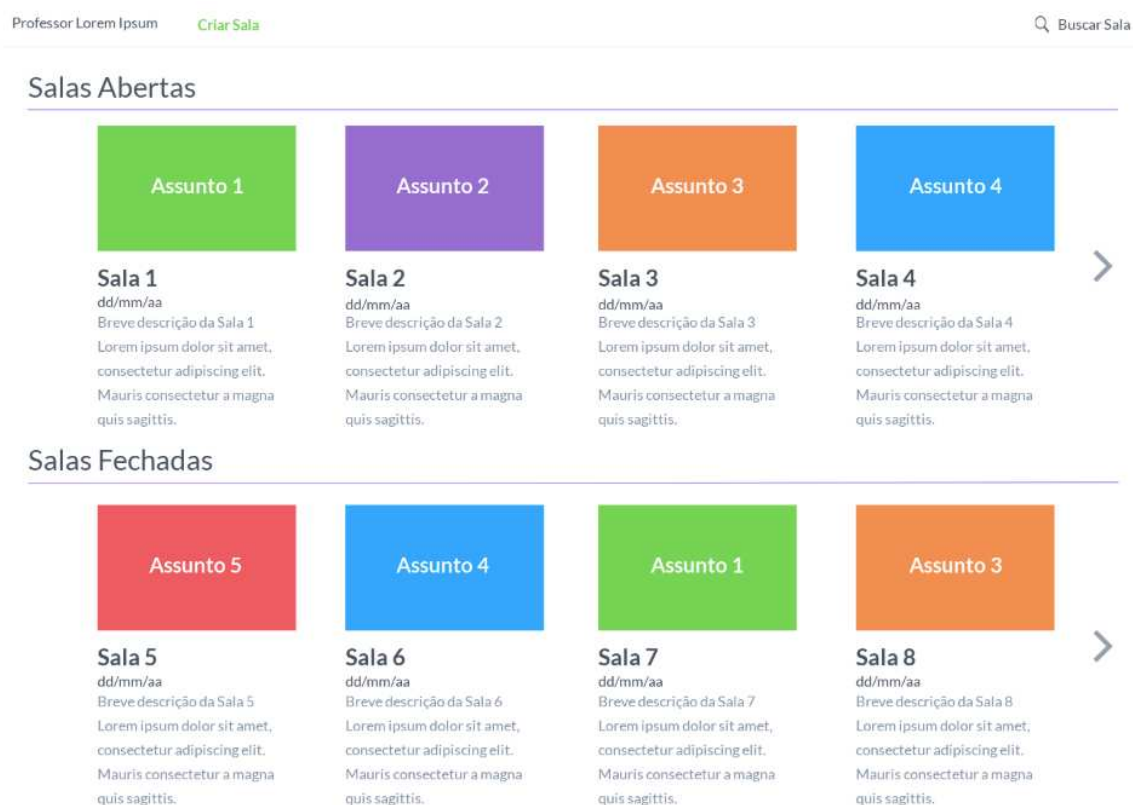 Professor Lorem Ipsum Criar Sala Buscar Sala
Salas Abertas
Assunto 1 Assunto 2 Assunto 3 Assunto 4
Sala 1
dd/mm/aa
Breve descrição da Sala 1
Lorem ipsum dolor sit amet,
consectetur adipiscing elit.
Mauris consectetur a magna
quis sagittis.
Sala 2
dd/mm/aa
Breve descrição da Sala 2
Lorem ipsum dolor sit amet,
consectetur adipiscing elit.
Mauris consectetur a magna
quis sagittis.
Sala 3
dd/mm/aa
Breve descrição da Sala 3
Lorem ipsum dolor sit amet,
consectetur adipiscing elit.
Mauris consectetur a magna
quis sagittis.
Sala 4
dd/mm/aa
Breve descrição da Sala 4
Lorem ipsum dolor sit amet,
consectetur adipiscing elit.
Mauris consectetur a magna
quis sagittis.
Salas Fechadas
Assunto 5 Assunto 4 Assunto 1 Assunto 3
Sala 5
dd/mm/aa
Breve descrição da Sala 5
Lorem ipsum dolor sit amet,
consectetur adipiscing elit.
Mauris consectetur a magna
quis sagittis.
Sala 6
dd/mm/aa
Breve descrição da Sala 6
Lorem ipsum dolor sit amet,
consectetur adipiscing elit.
Mauris consectetur a magna
quis sagittis.
Sala 7
dd/mm/aa
Breve descrição da Sala 7
Lorem ipsum dolor sit amet,
consectetur adipiscing elit.
Mauris consectetur a magna
quis sagittis.
Sala 8
dd/mm/aa
Breve descrição da Sala 8
Lorem ipsum dolor sit amet,
consectetur adipiscing elit.
Mauris consectetur a magna
quis sagittis.